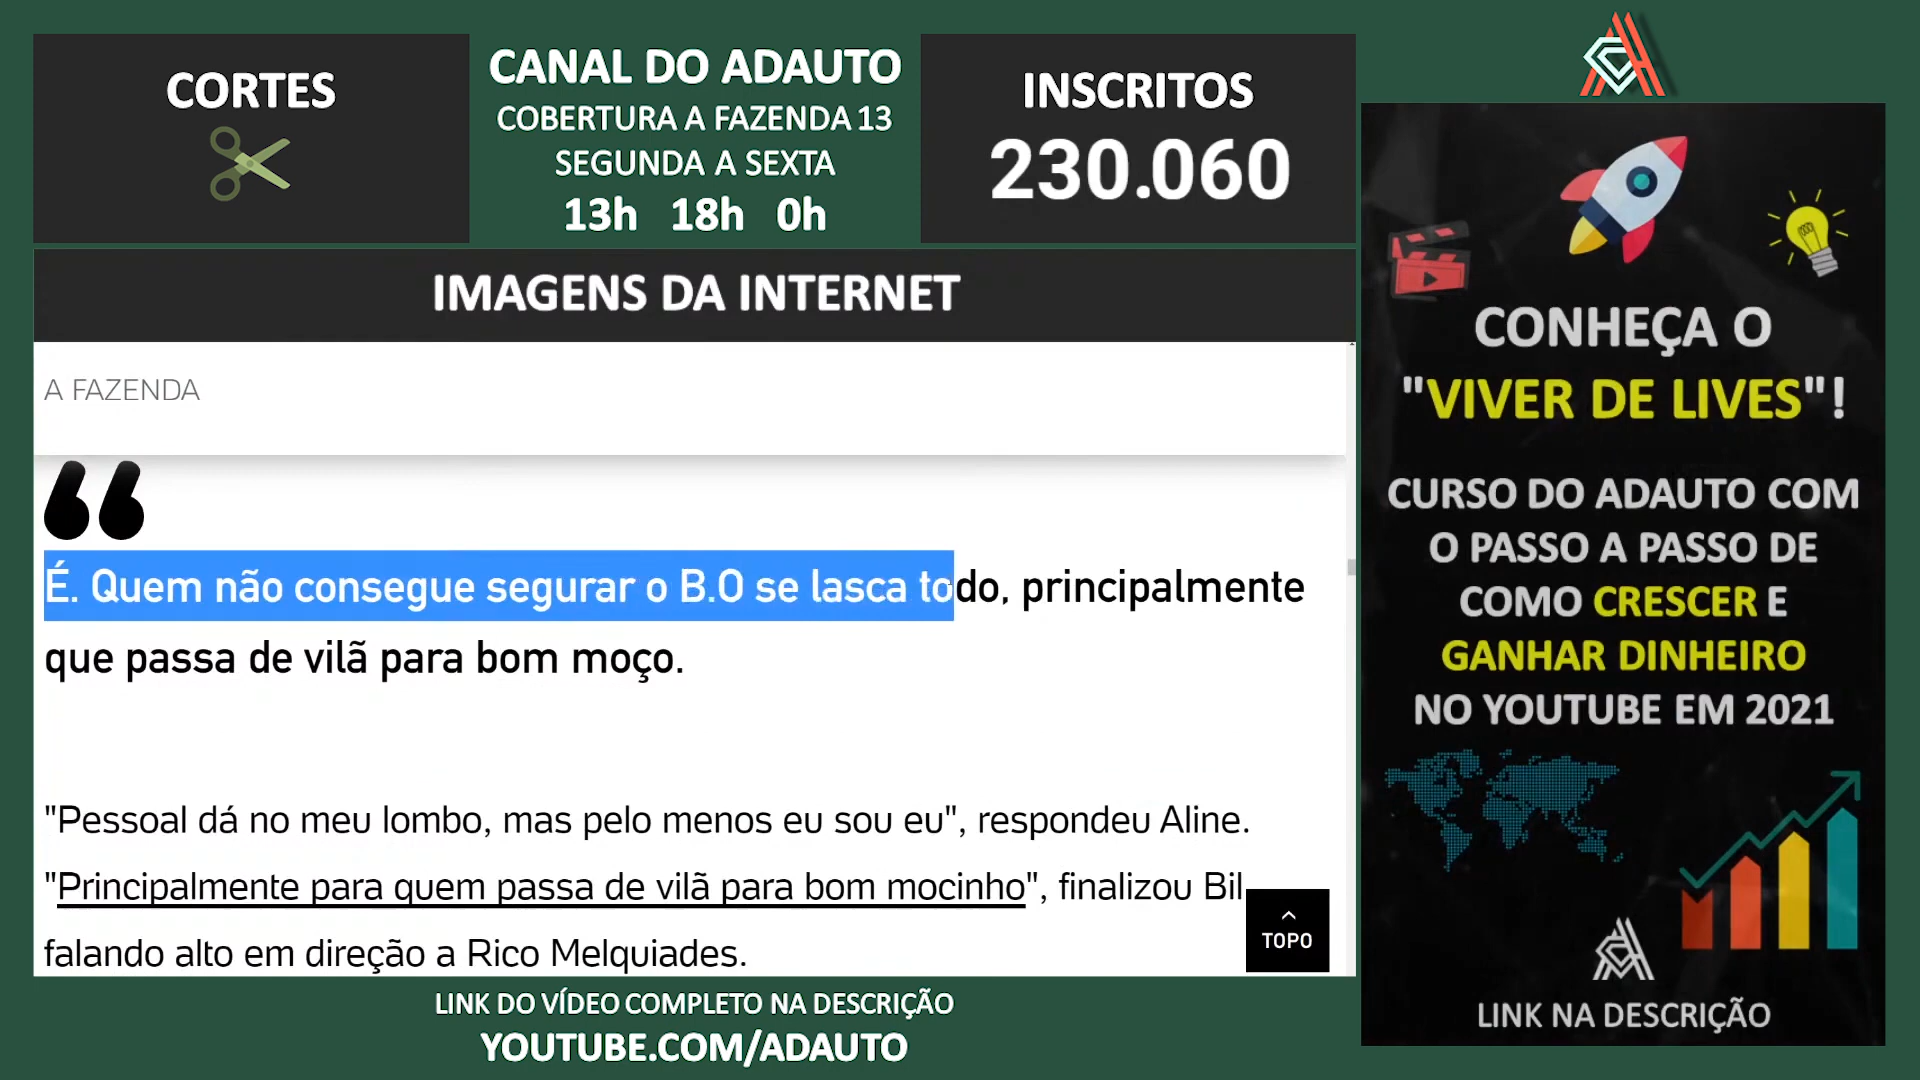 CORTES
CANAL DO ADAUTO
COBERTURA A FAZENDA 13
SEGUNDA A SEXTA
13h 18h 0h
INSCRITOS
230.060
IMAGENS DA INTERNET
A FAZENDA
“
É. Quem não consegue segurar o B.O se lasca todo, principalmente
que passa de vilã para bom moço.
"Pessoal dá no meu lombo, mas pelo menos eu sou eu", respondeu Aline.
"Principalmente para quem passa de vilã para bom mocinho", finalizou Bil
falando alto em direção a Rico Melquiades.
TOPO
LINK DO VÍDEO COMPLETO NA DESCRIÇÃO
YOUTUBE.COM/ADAUTO
CONHEÇA O
"VIVER DE LIVES"!
CURSO DO ADAUTO COM
O PASSO A PASSO DE
COMO CRESCER E
GANHAR DINHEIRO
NO YOUTUBE EM 2021
LINK NA DESCRIÇÃO